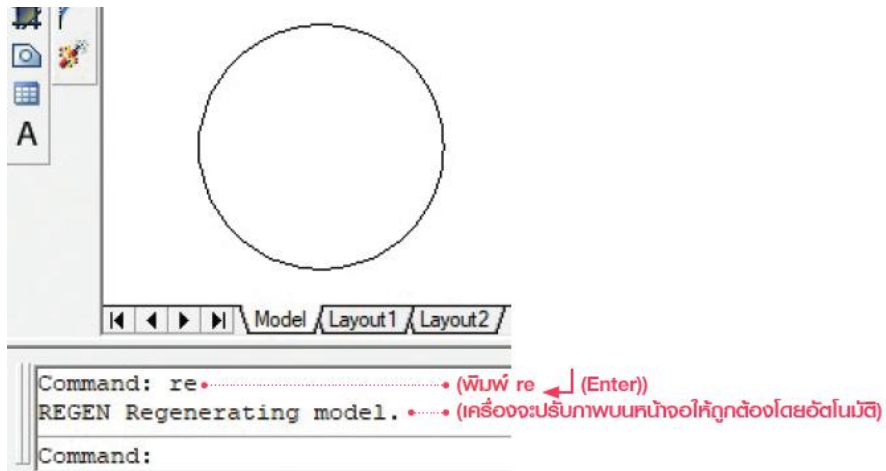 A
Model Layout1 Layout2
Command: re (พิมพ์ re (Enter))
REGEN Regenerating model. (เครื่องจะปรับภาพบนหน้าจอให้ถูกต้องโดยอัตโนมัติ)
Command: